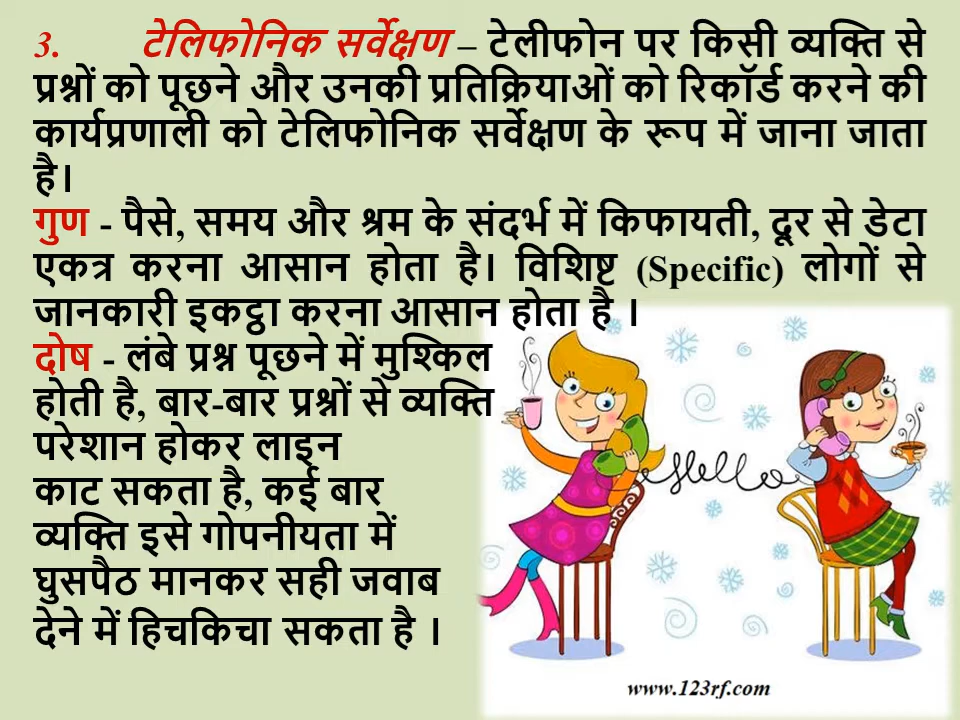 3. टेलिफोनिक सर्वेक्षण – टेलीफोन पर किसी व्यक्ति से
प्रश्नों को पूछने और उनकी प्रतिक्रियाओं को रिकॉर्ड करने की
कार्यप्रणाली को टेलिफोनिक सर्वेक्षण के रूप में जाना जाता
है।
गुण - पैसे, समय और श्रम के संदर्भ में किफायती, दूर से डेटा
एकत्र करना आसान होता है। विशिष्ट (Specific) लोगों से
जानकारी इकट्ठा करना आसान होता है ।
दोष - लंबे प्रश्न पूछने में मुश्किल
होती है, बार-बार प्रश्नों से व्यक्ति
परेशान होकर लाइन
काट सकता है, कई बार
व्यक्ति इसे गोपनीयता में
घुसपैठ मानकर सही जवाब
देने में हिचकिचा सकता है ।
Hello
www.123rf.com